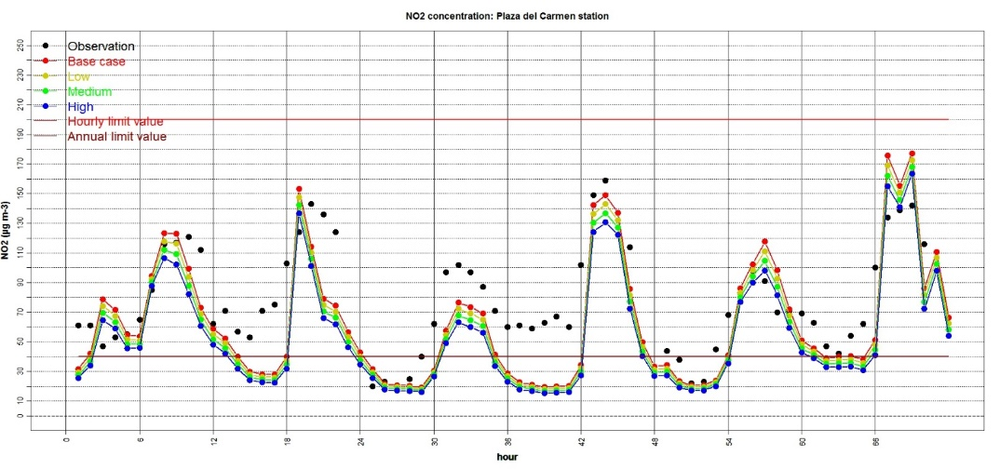 NO2 concentration: Plaza del Carmen station
Observation
Base case
Low
Medium
High
Hourly limit value
Annual limit value
NO2 (µg m-3)
250
230
210
190
170
150
130
110
90
70
50
30
10
0
0
6
12
18
24
30
36
42
48
54
60
66
hour